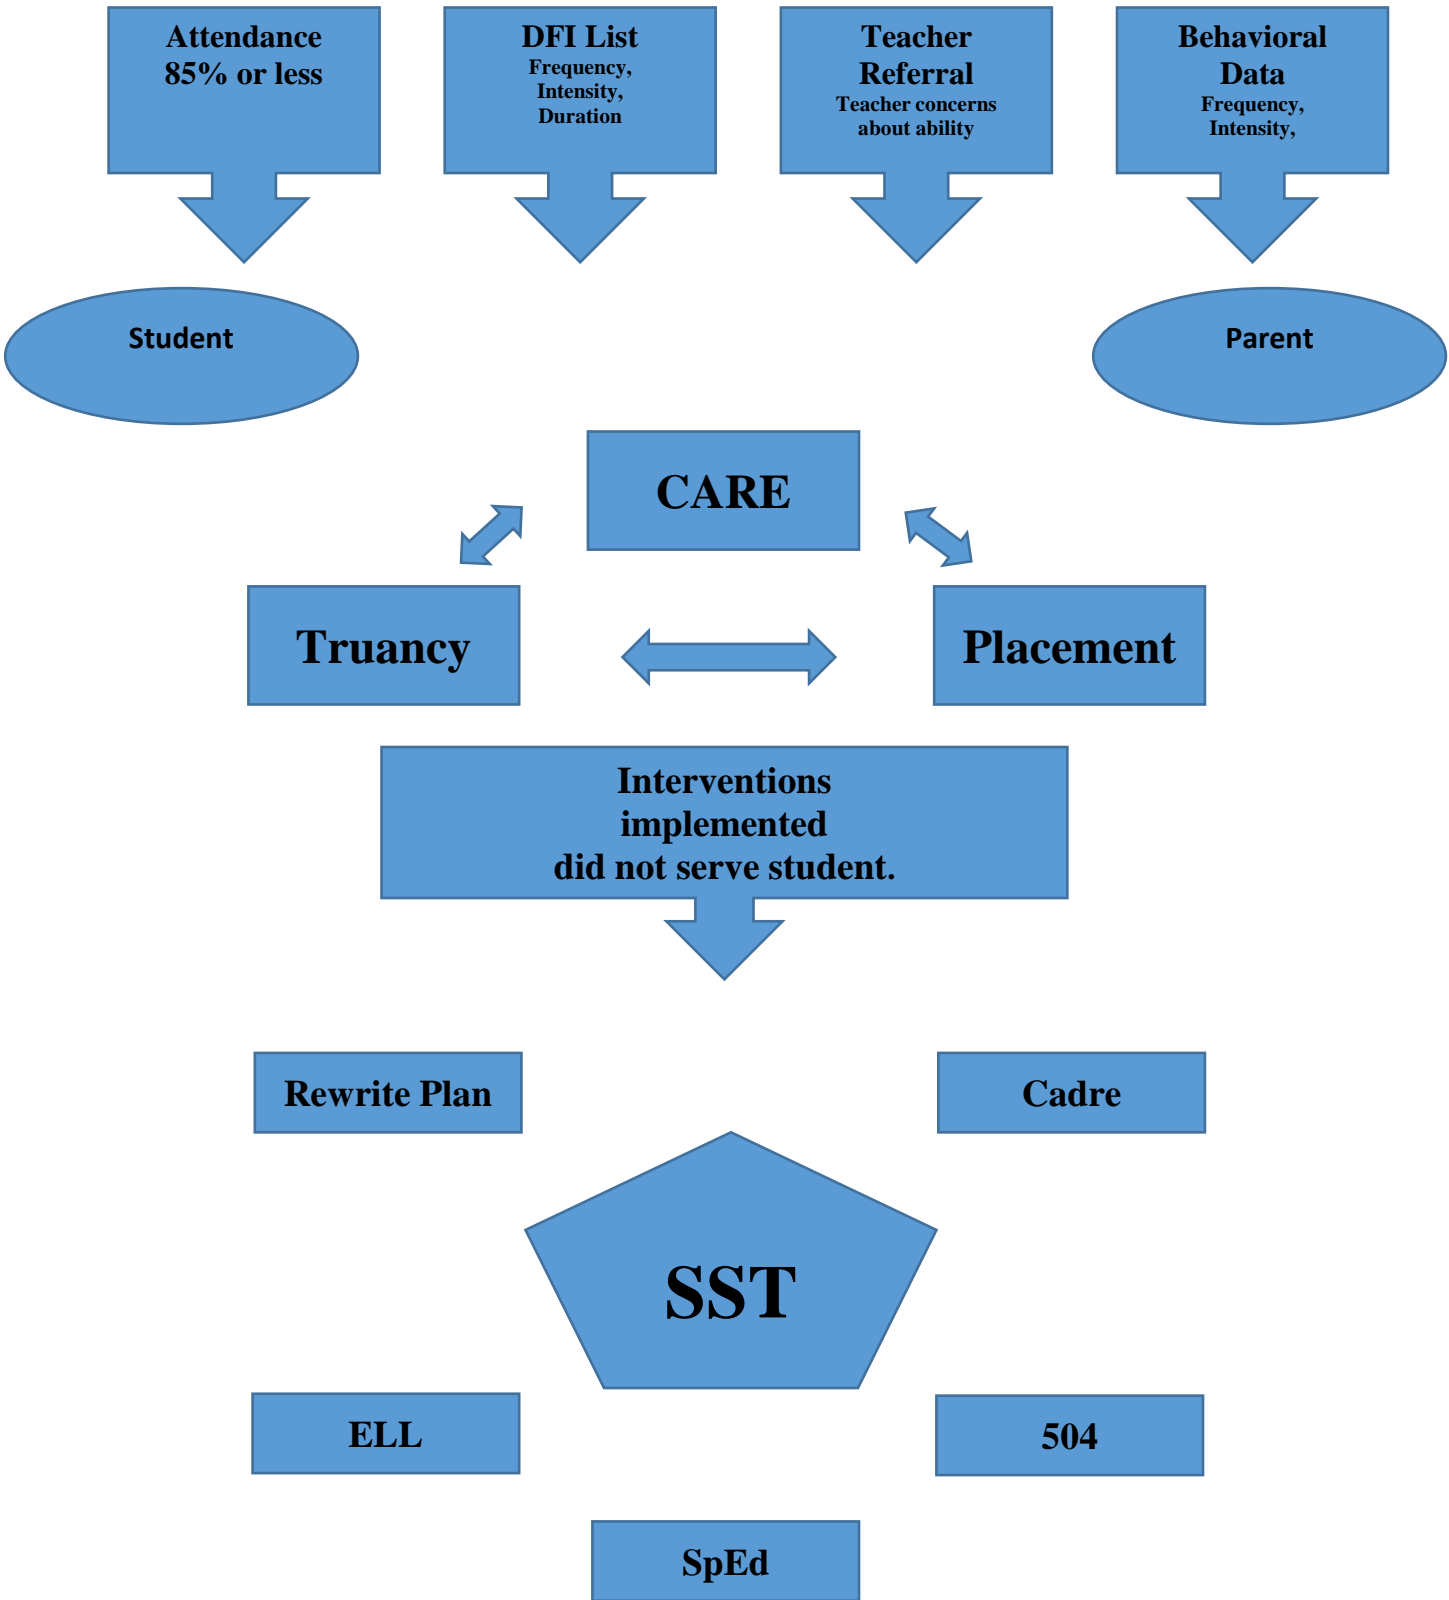 Attendance
85% or less
DFI List
Frequency,
Intensity,
Duration
Teacher
Referral
Teacher concerns
about ability
Behavioral
Data
Frequency,
Intensity,
Student
Parent
CARE
Truancy
Placement
Interventions
implemented
did not serve student.
Rewrite Plan
Cadre
SST
ELL
504
SpEd